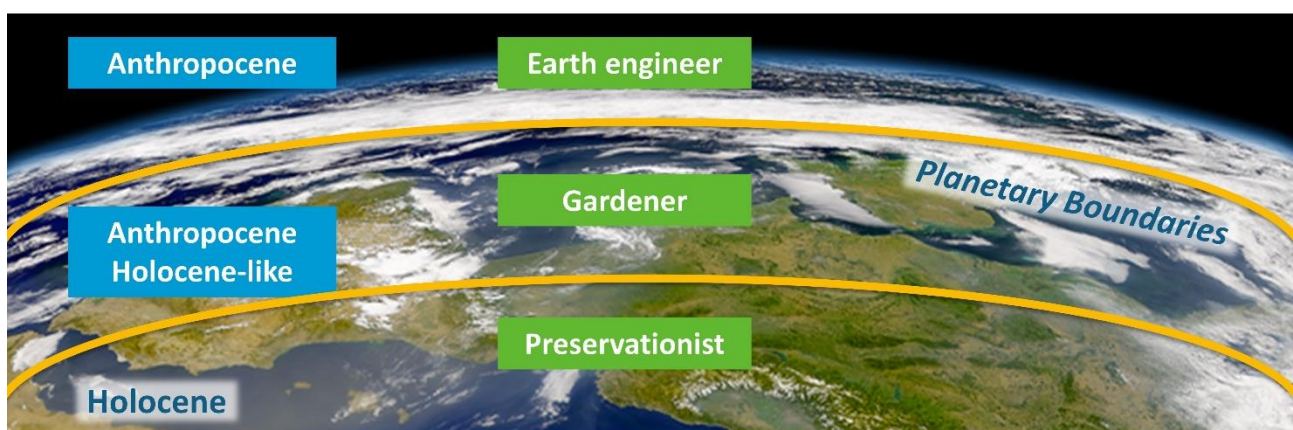 Anthropocene
Earth engineer
Planetary Boundaries
Gardener
Anthropocene
Holocene-like
Preservationist
Holocene